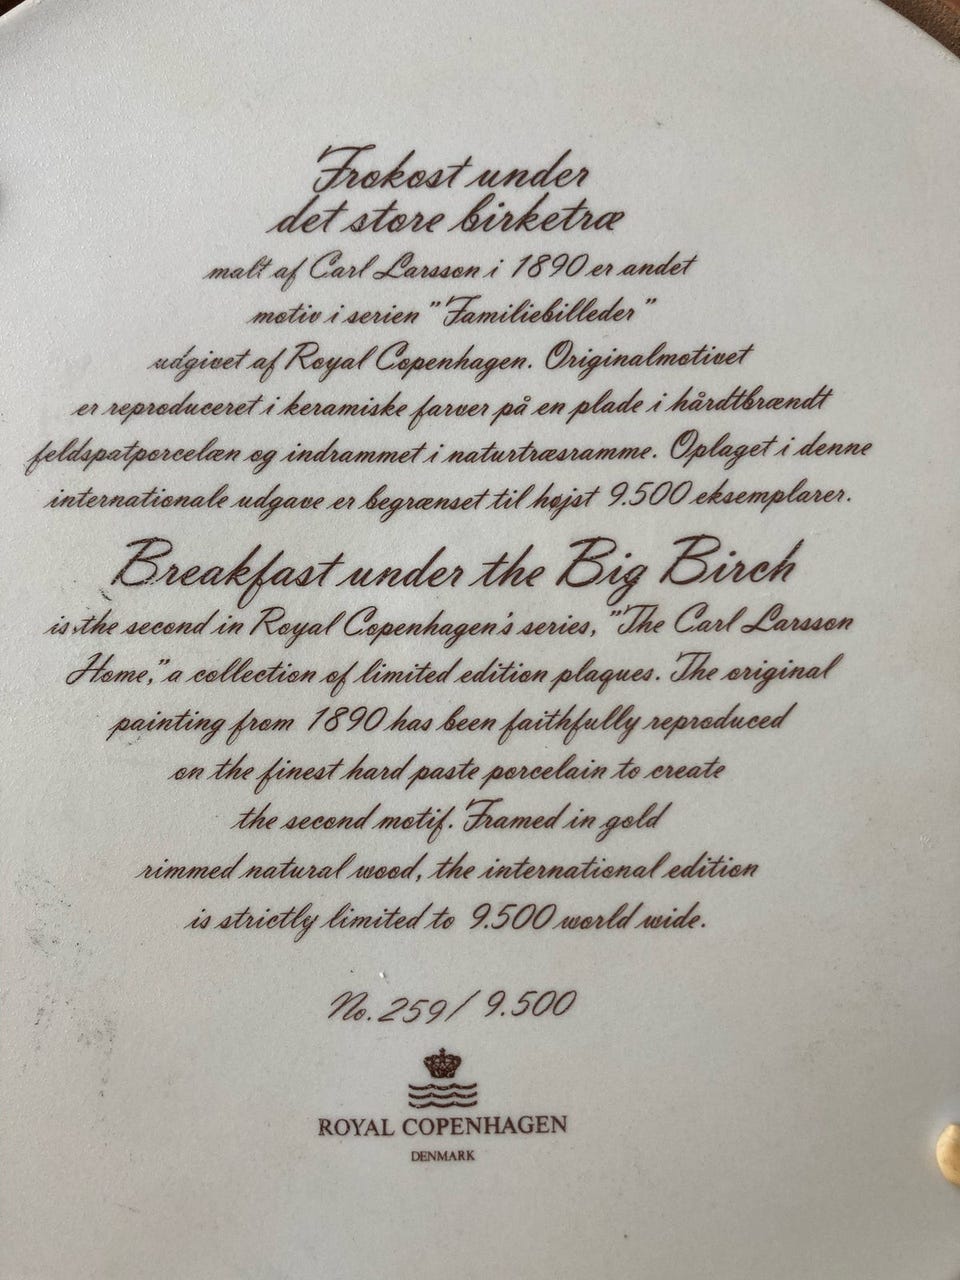 Frokost under
det store birketræ
malt af Carl Larsson i 1890 er andet
motiv i serien "Familiebilleder"
udgivet af Royal Copenhagen. Originalmotivet
er reproduceret i keramiske farver på en plade i hårdtbrændt
feldspatporcelæn og indrammet i naturtræsramme. Oplaget i denne
internationale udgave er begrænset til højst 9.500 eksemplarer.
Breakfast under the Big Birch
is the second in Royal Copenhagen's series, "The Carl Larsson
Home," a collection of limited edition plaques. The original
painting from 1890 has been faithfully reproduced
on the finest hard paste porcelain to create
the second motif. Framed in gold
rimmed natural wood, the international edition
is strictly limited to 9.500 world wide.
No. 259/ 9.500
ROYAL COPENHAGEN
DENMARK